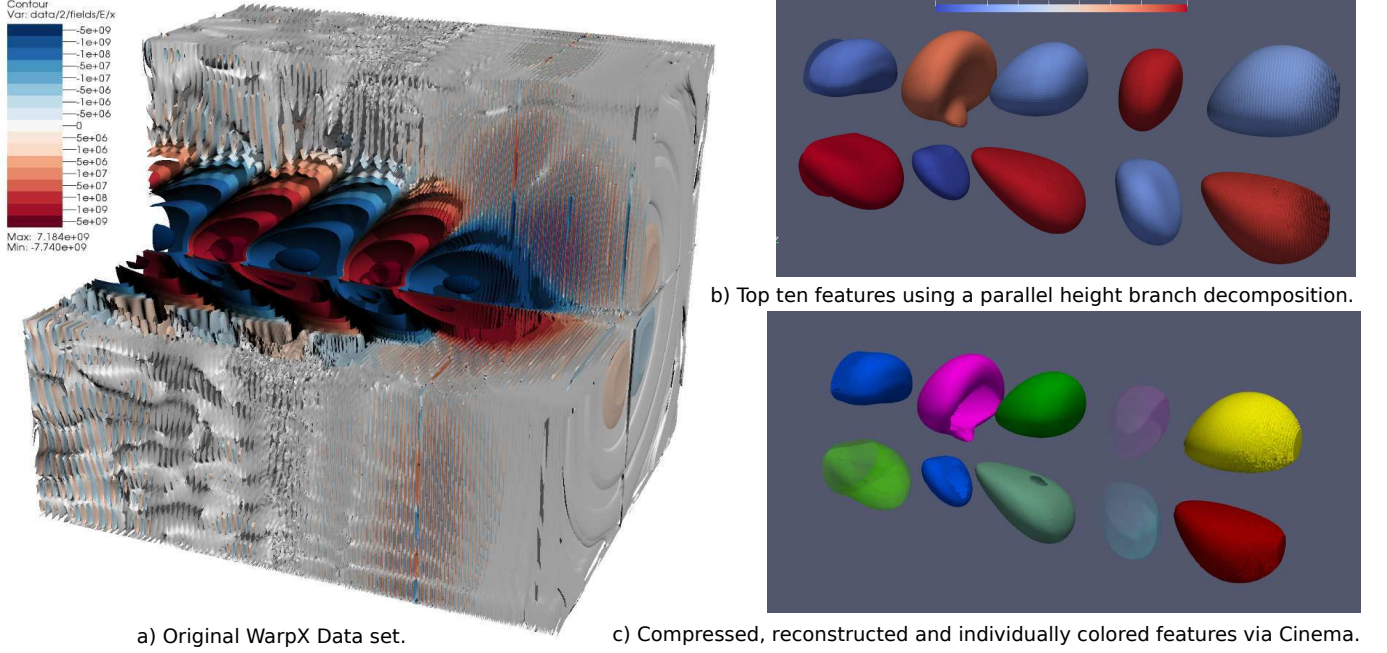 Contour
Var: data/2/fields/E/x
-5e+09
-1e+09
-1e+08
-5e+07
-1e+07
-5e+06
-1e+06
-5e+06
0
5e+06
1e+06
5e+06
1e+07
5e+07
1e+08
1e+09
5e+09
Max: 7.184e+09
Min: -7.740e+09
b) Top ten features using a parallel height branch decomposition.
a) Original WarpX Data set.
c) Compressed, reconstructed and individually colored features via Cinema.